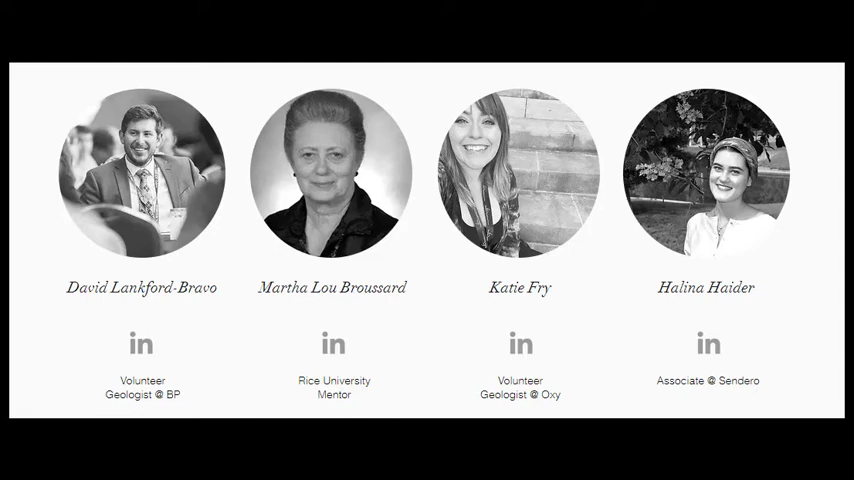 David Lankford-Bravo
Martha Lou Broussard
Katie Fry
Halina Haider
in
in
in
in
Volunteer
Geologist @ BP
Rice University
Mentor
Volunteer
Geologist @ Oxy
Associate @ Sendero